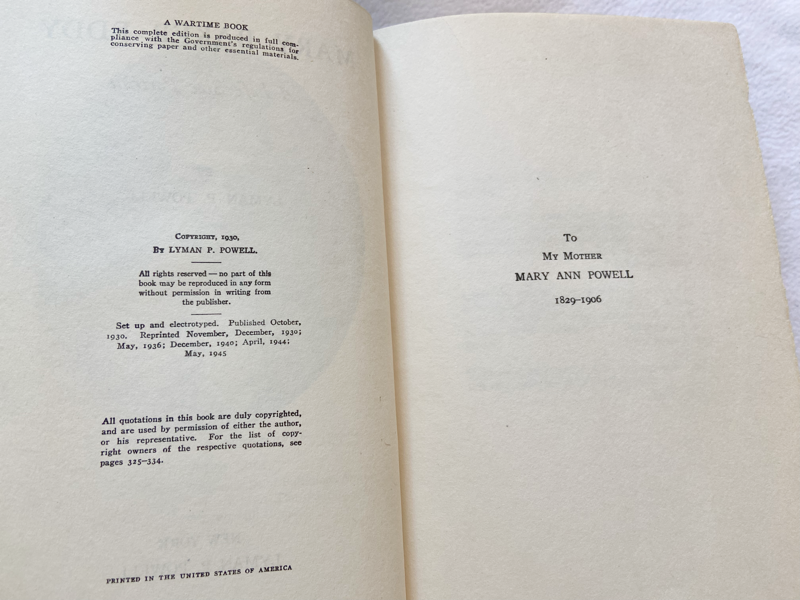 A WARTIME BOOK
This complete edition is produced in full com-
pliance with the Government's regulations for
conserving paper and other essential materials.
Copyright, 1930,
By LYMAN P. POWELL.
All rights reserved—no part of this
book may be reproduced in any form
without permission in writing from
the publisher.
Set up and electrotyped. Published October,
1930. Reprinted November, December, 1930;
May, 1936; December, 1940; April, 1944;
May, 1945
All quotations in this book are duly copyrighted,
and are used by permission of either the author,
or his representative. For the list of copy-
right owners of the respective quotations, see
pages 325–334.
PRINTED IN THE UNITED STATES OF AMERICA
To
My Mother
MARY ANN POWELL
1829–1906